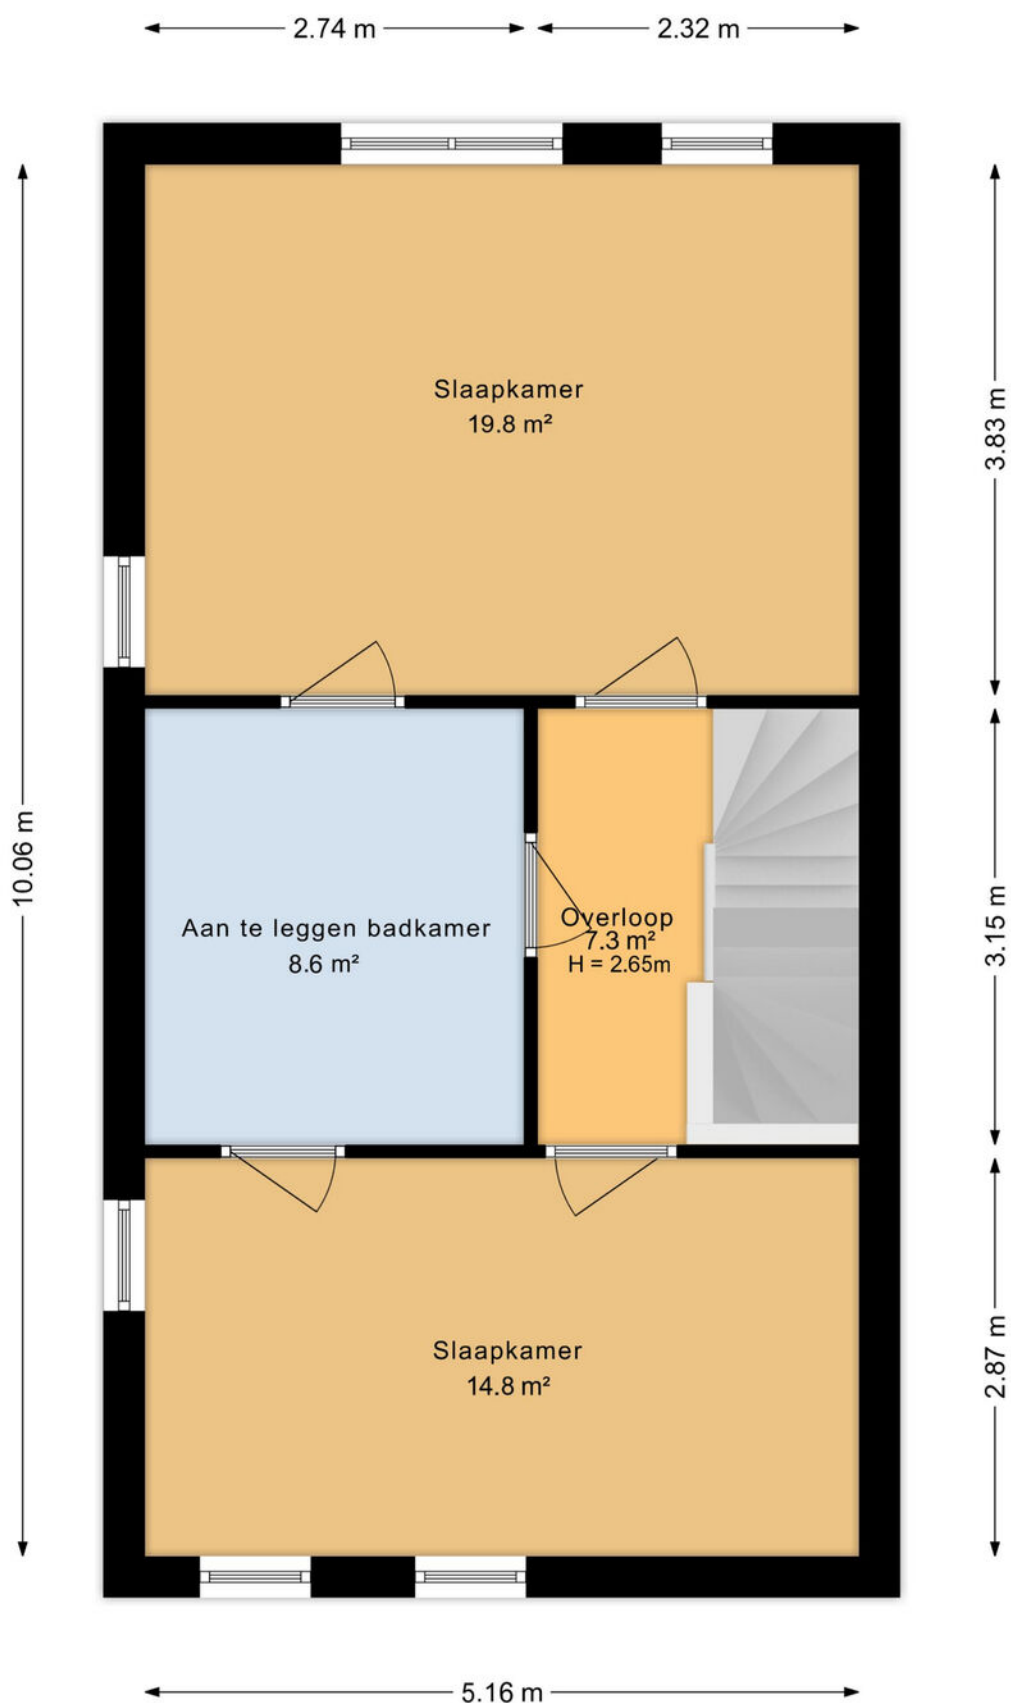 2.74 m
2.32 m
Slaapkamer
19.8 m²
3.83 m
10.06 m
Aan te leggen badkamer
8.6 m²
Overloop
7.3 m²
H = 2.65m
3.15 m
Slaapkamer
14.8 m²
2.87 m
5.16 m